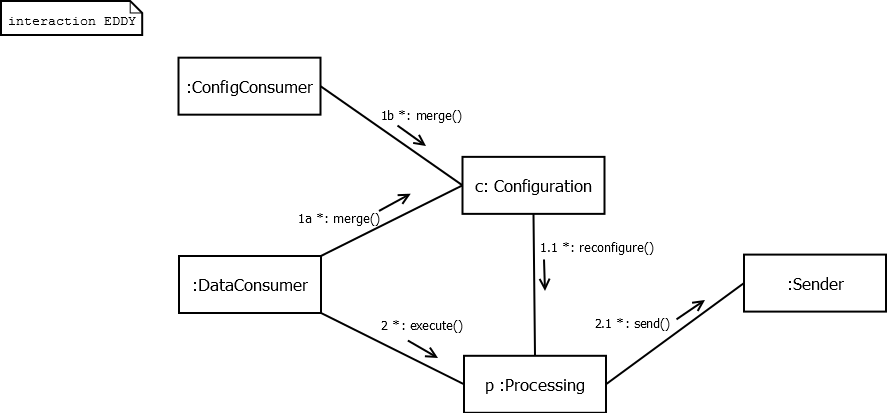 interaction EDDY
:ConfigConsumer
1b *: merge()
c: Configuration
1a *: merge()
1.1 *: reconfigure()
:DataConsumer
:Sender
2 *: execute()
2.1 *: send()
p :Processing